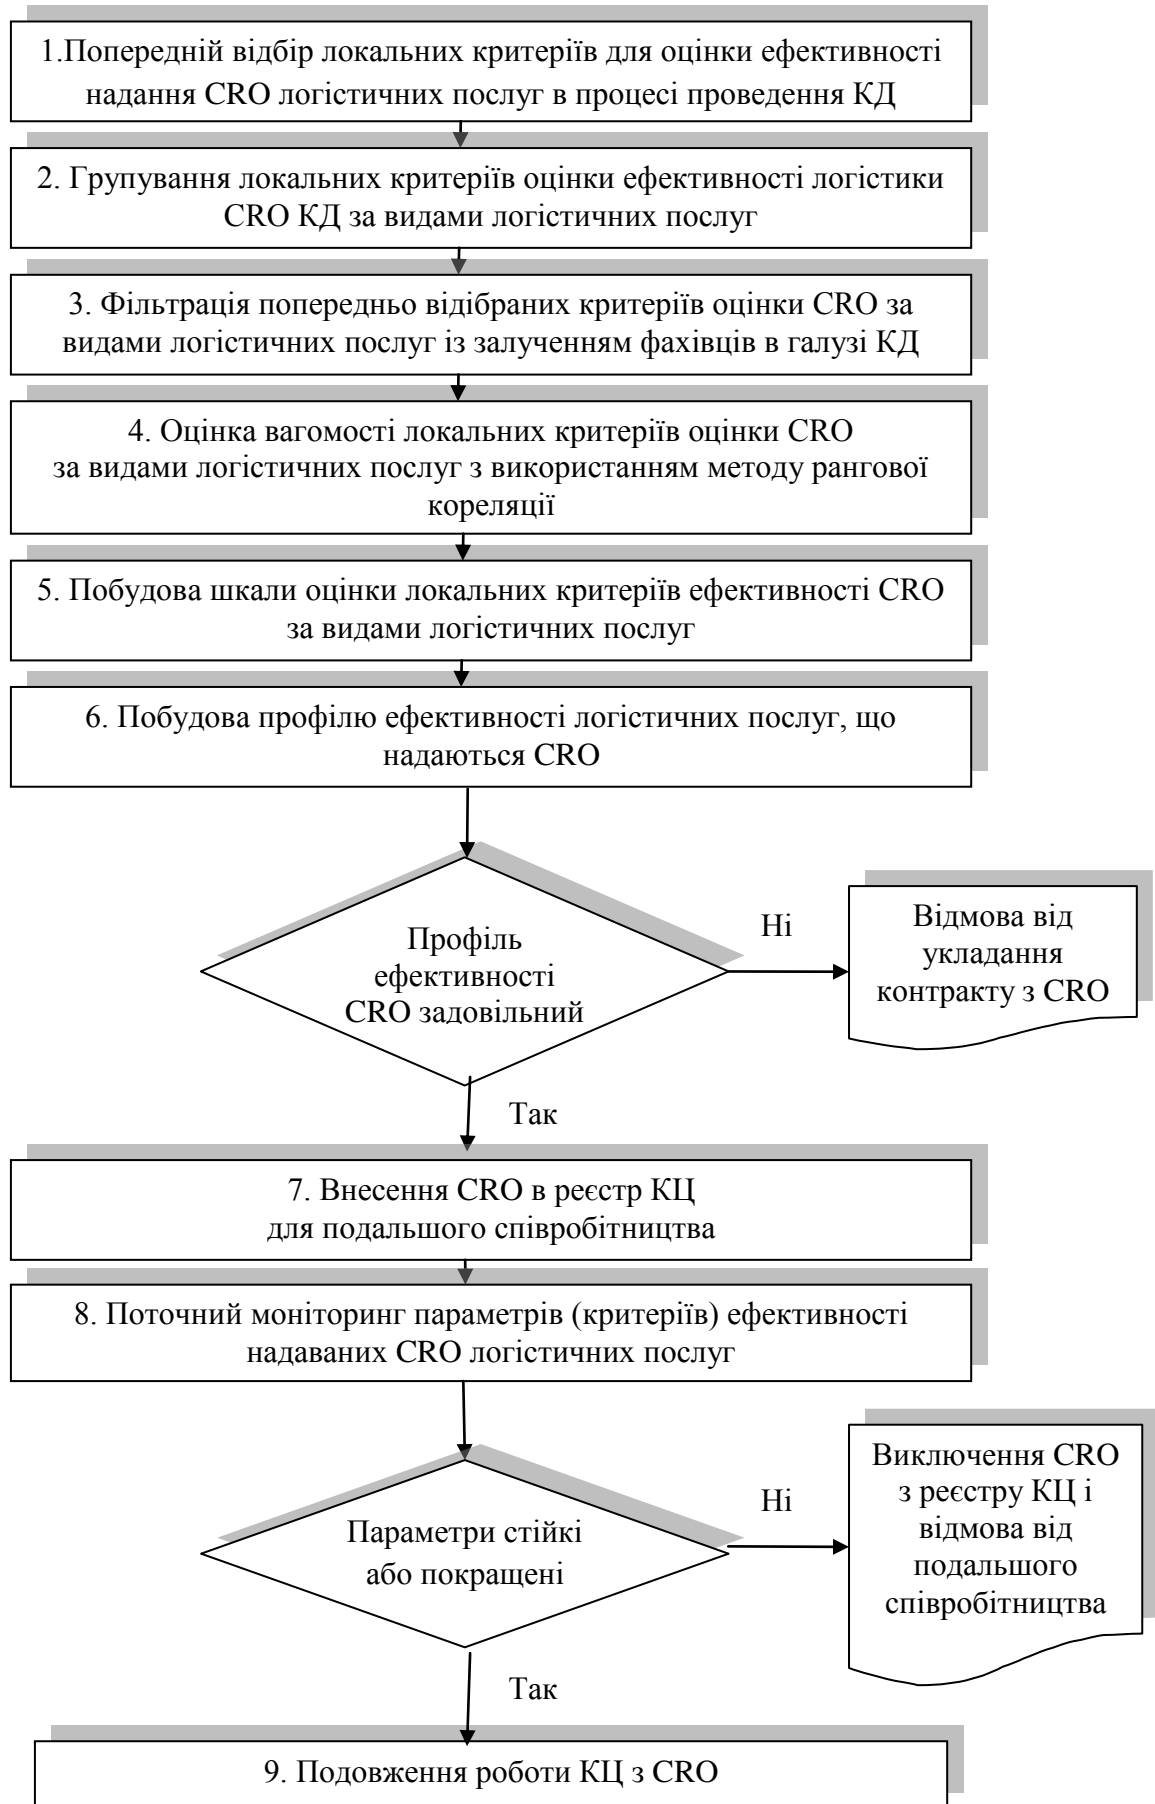 1.Попередній відбір локальних критеріїв для оцінки ефективності
надання CRO логістичних послуг в процесі проведення КД
2. Групування локальних критеріїв оцінки ефективності логістики
CRO КД за видами логістичних послуг
3. Фільтрація попередньо відібраних критеріїв оцінки CRO за
видами логістичних послуг із залученням фахівців в галузі КД
4. Оцінка вагомості локальних критеріїв оцінки CRO
за видами логістичних послуг з використанням методу рангової
кореляції
5. Побудова шкали оцінки локальних критеріїв ефективності CRO
за видами логістичних послуг
6. Побудова профілю ефективності логістичних послуг, що
надаються CRO
Профіль
ефективності
CRO задовільний
Ні
Відмова від
укладання
контракту з CRO
Так
7. Внесення CRO в реєстр КЦ
для подальшого співробітництва
8. Поточний моніторинг параметрів (критеріїв) ефективності
надаваних CRO логістичних послуг
Параметри стійкі
або покращені
Ні
Виключення CRO
з реєстру КЦ і
відмова від
подальшого
співробітництва
Так
9. Подовження роботи КЦ з CRO